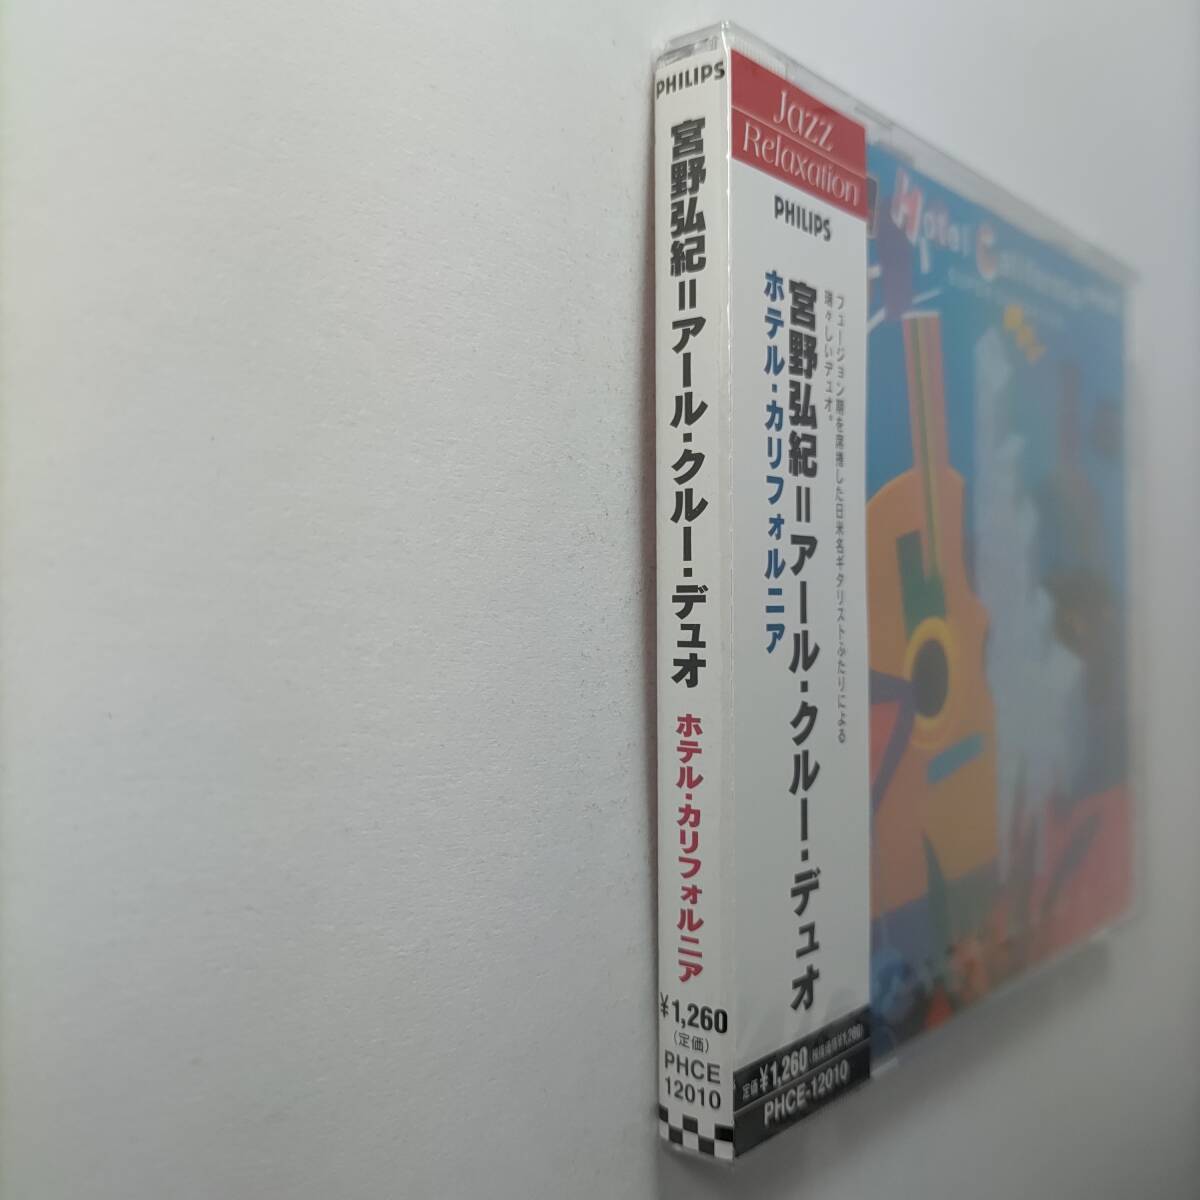 PHILIPS
宮野弘紀=アール・クルー・デュオ
ホテル・カリフォルニア
¥1,260
(定価)
PHCE
12010
Jazz
Relaxation
PHILIPS
フュージョン期を席捲した日米名ギタリストふたりによる
瑞々しいデュオ。
宮野弘紀=アール・クルー・デュオ
ホテル・カリフォルニア
定価¥1,260
PHCE-12010
Hotel California